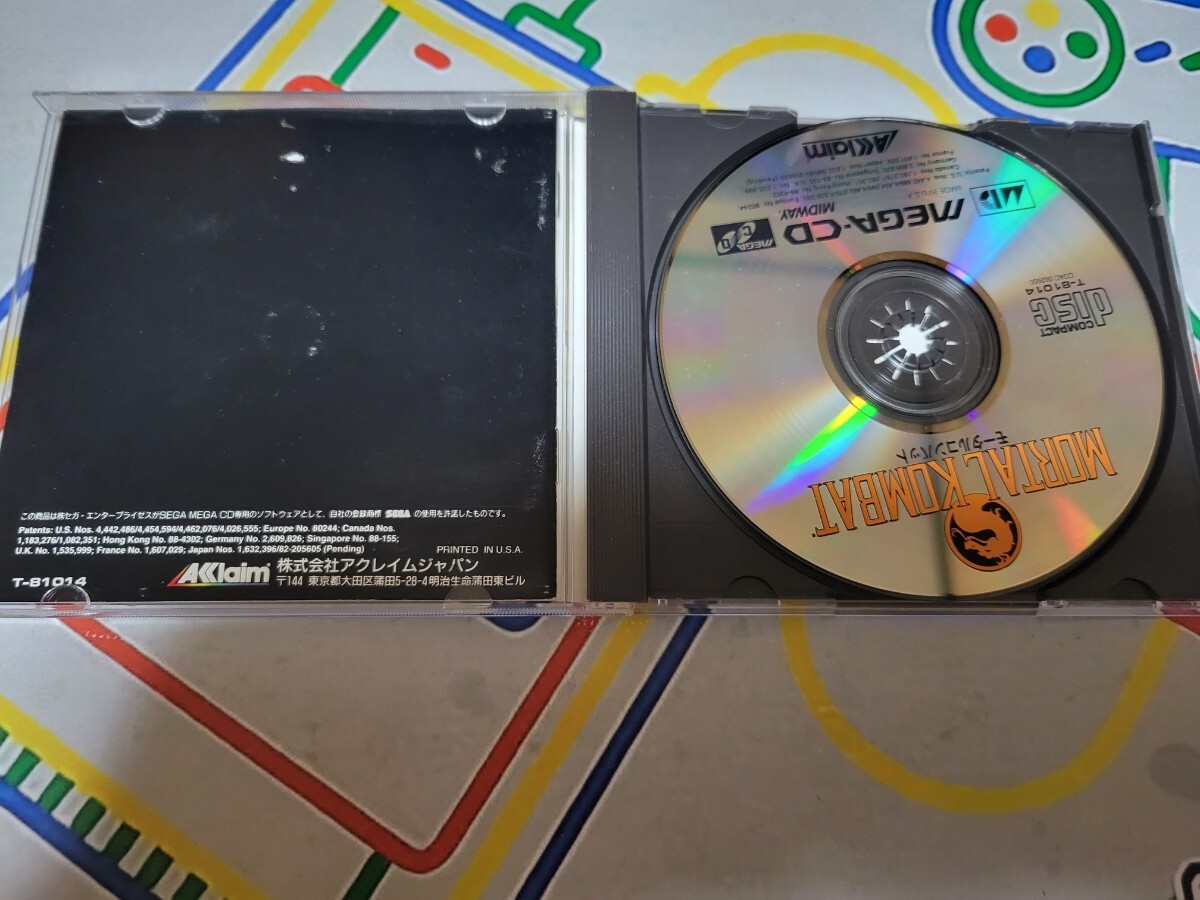 この商品は(株)セガ・エンタープライゼスがSEGA MEGA CD専用のソフトウェアとして、自社の登録商標 SEGA の使用を許諾したものです。
Patents: U.S. Nos. 4,442,486/4,454,594/4,462,076/4,026,555; Europe No. 80244; Canada Nos.
1,183,276/1,082,351; Hong Kong No. 88-4302; Germany No. 2,609,826; Singapore No. 88-155;
U.K. No. 1,535,999; France No. 1,607,029; Japan Nos. 1,632,396/82-205605 (Pending)
PRINTED IN U.S.A.
T-81014
AKlaim
株式会社アクレイムジャパン
〒144 東京都大田区蒲田5-28-4明治生命蒲田東ビル
MORTAL KOMBAT
モータルコンバット
COMPACT
disc
T-81014
MEGA-CD
MEGA
CD
MIDWAY
MADE IN U.S.A.
AKlaim